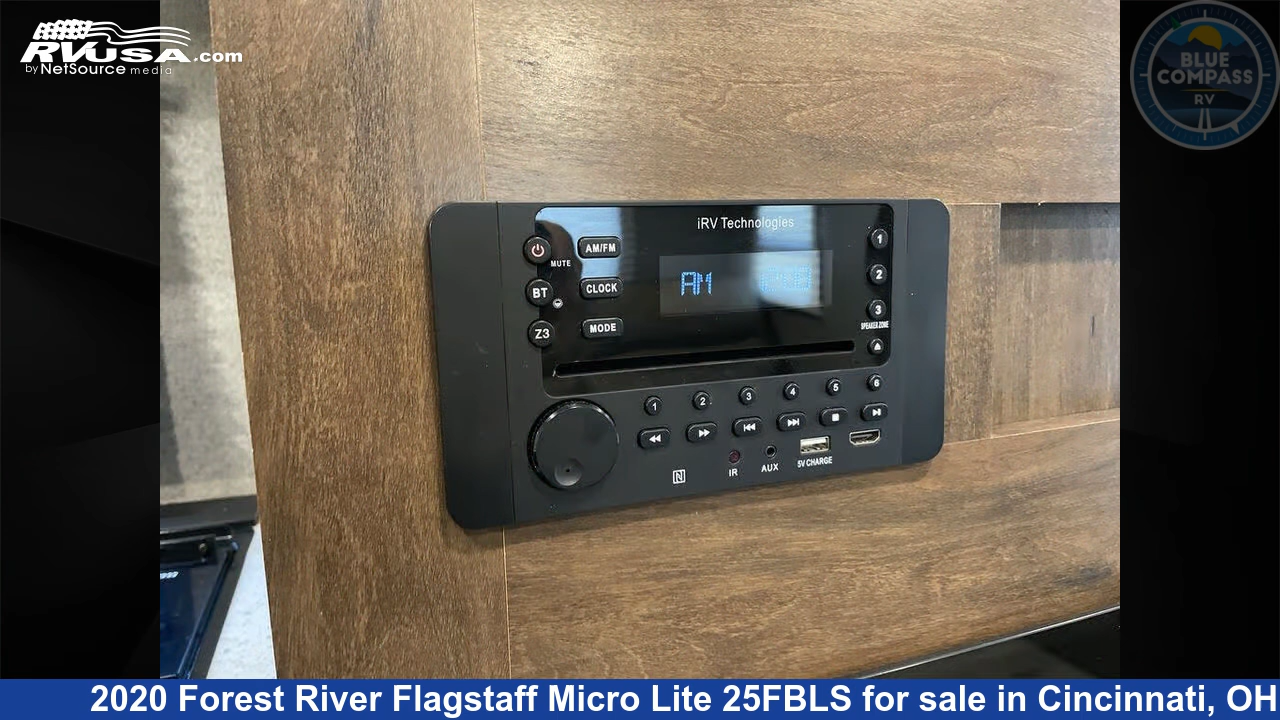 RVUSA.com
by NetSource media
BLUE
COMPASS
RV
iRV Technologies
MUTE
AM/FM
BT
CLOCK
Z3
MODE
AM
1
2
3
SPEAKER ZONE
1 2 3 4 5 6
IR
AUX
5V CHARGE
2020 Forest River Flagstaff Micro Lite 25FBLS for sale in Cincinnati, OH